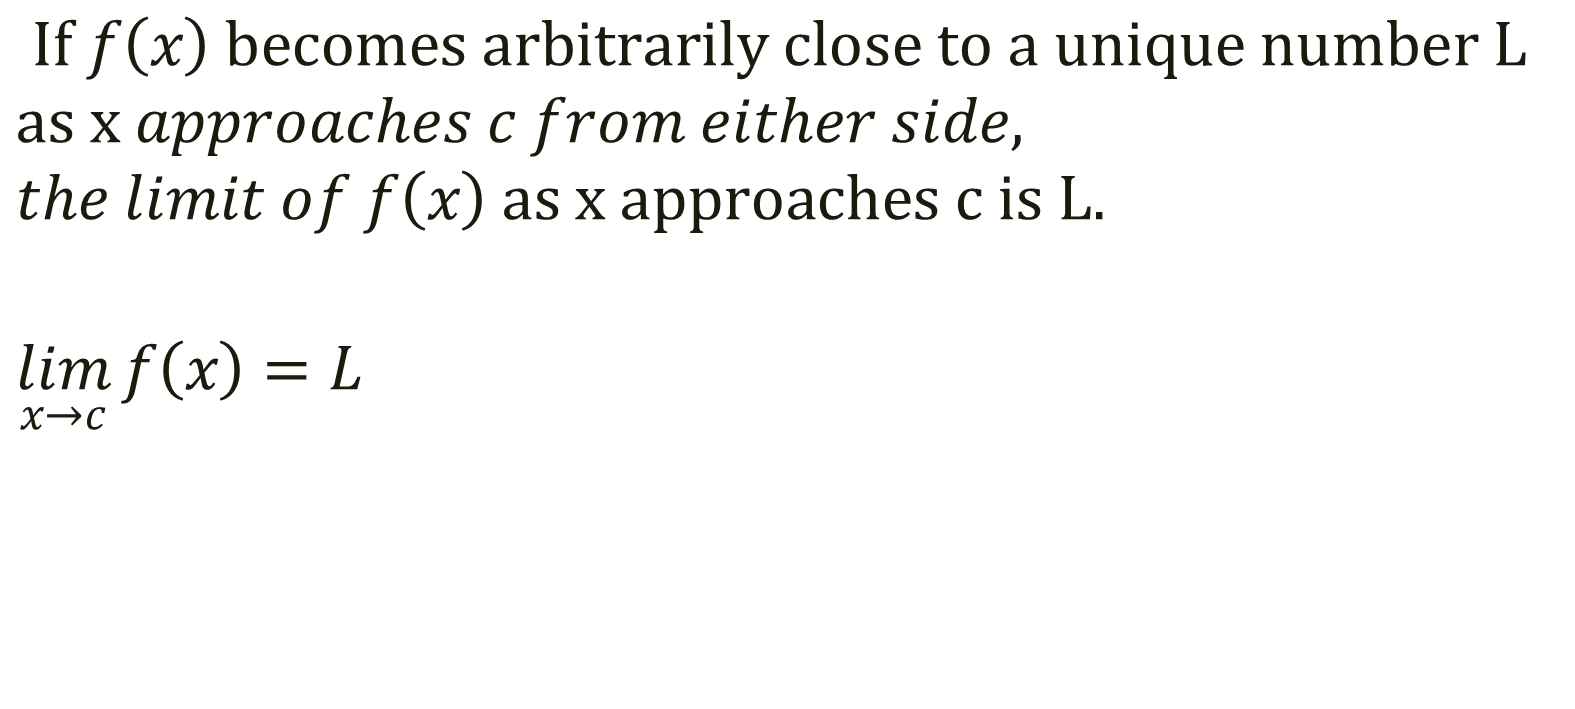 If f(x) becomes arbitrarily close to a unique number L
as x approaches c from either side,
the limit of f(x) as x approaches c is L.
lim f(x) = L
x→c